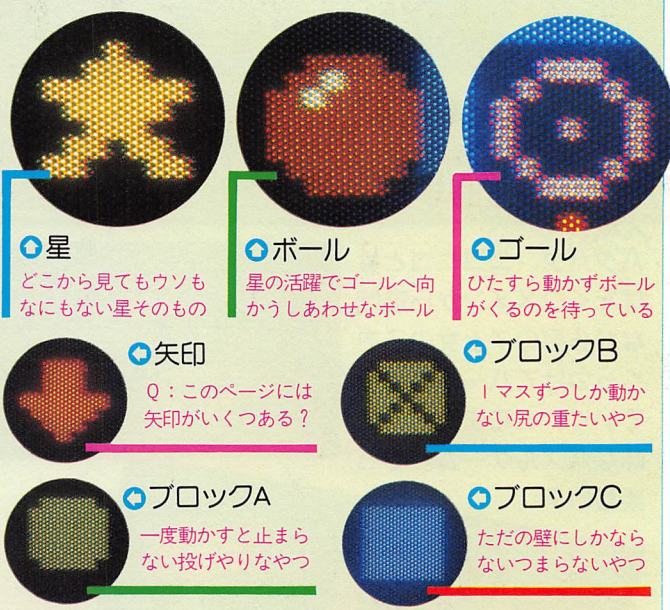 星
どこから見てもウソも
なにもない星そのもの
ボール
星の活躍でゴールへ向
かうしあわせなボール
ゴール
ひたすら動かずボール
がくるのを待っている
矢印
Q：このページには
矢印がいくつある？
ブロックB
1マスずつしか動か
ない尻の重たいやつ
ブロックA
一度動かすと止まら
ない投げやりなやつ
ブロックC
ただの壁にしかなら
ないつまらないやつ